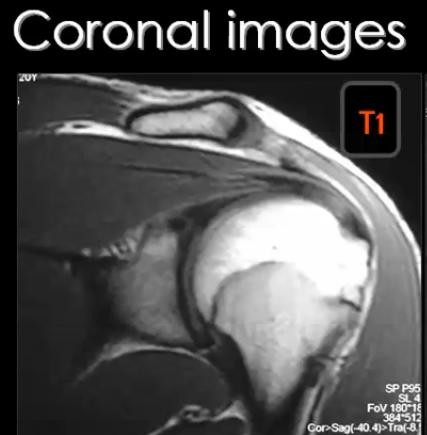 Coronal images
20Y
T1
SP P95
SL 4
FoV 180*18
384*512
Cor>Sag(-40.4)>Tra(-8.